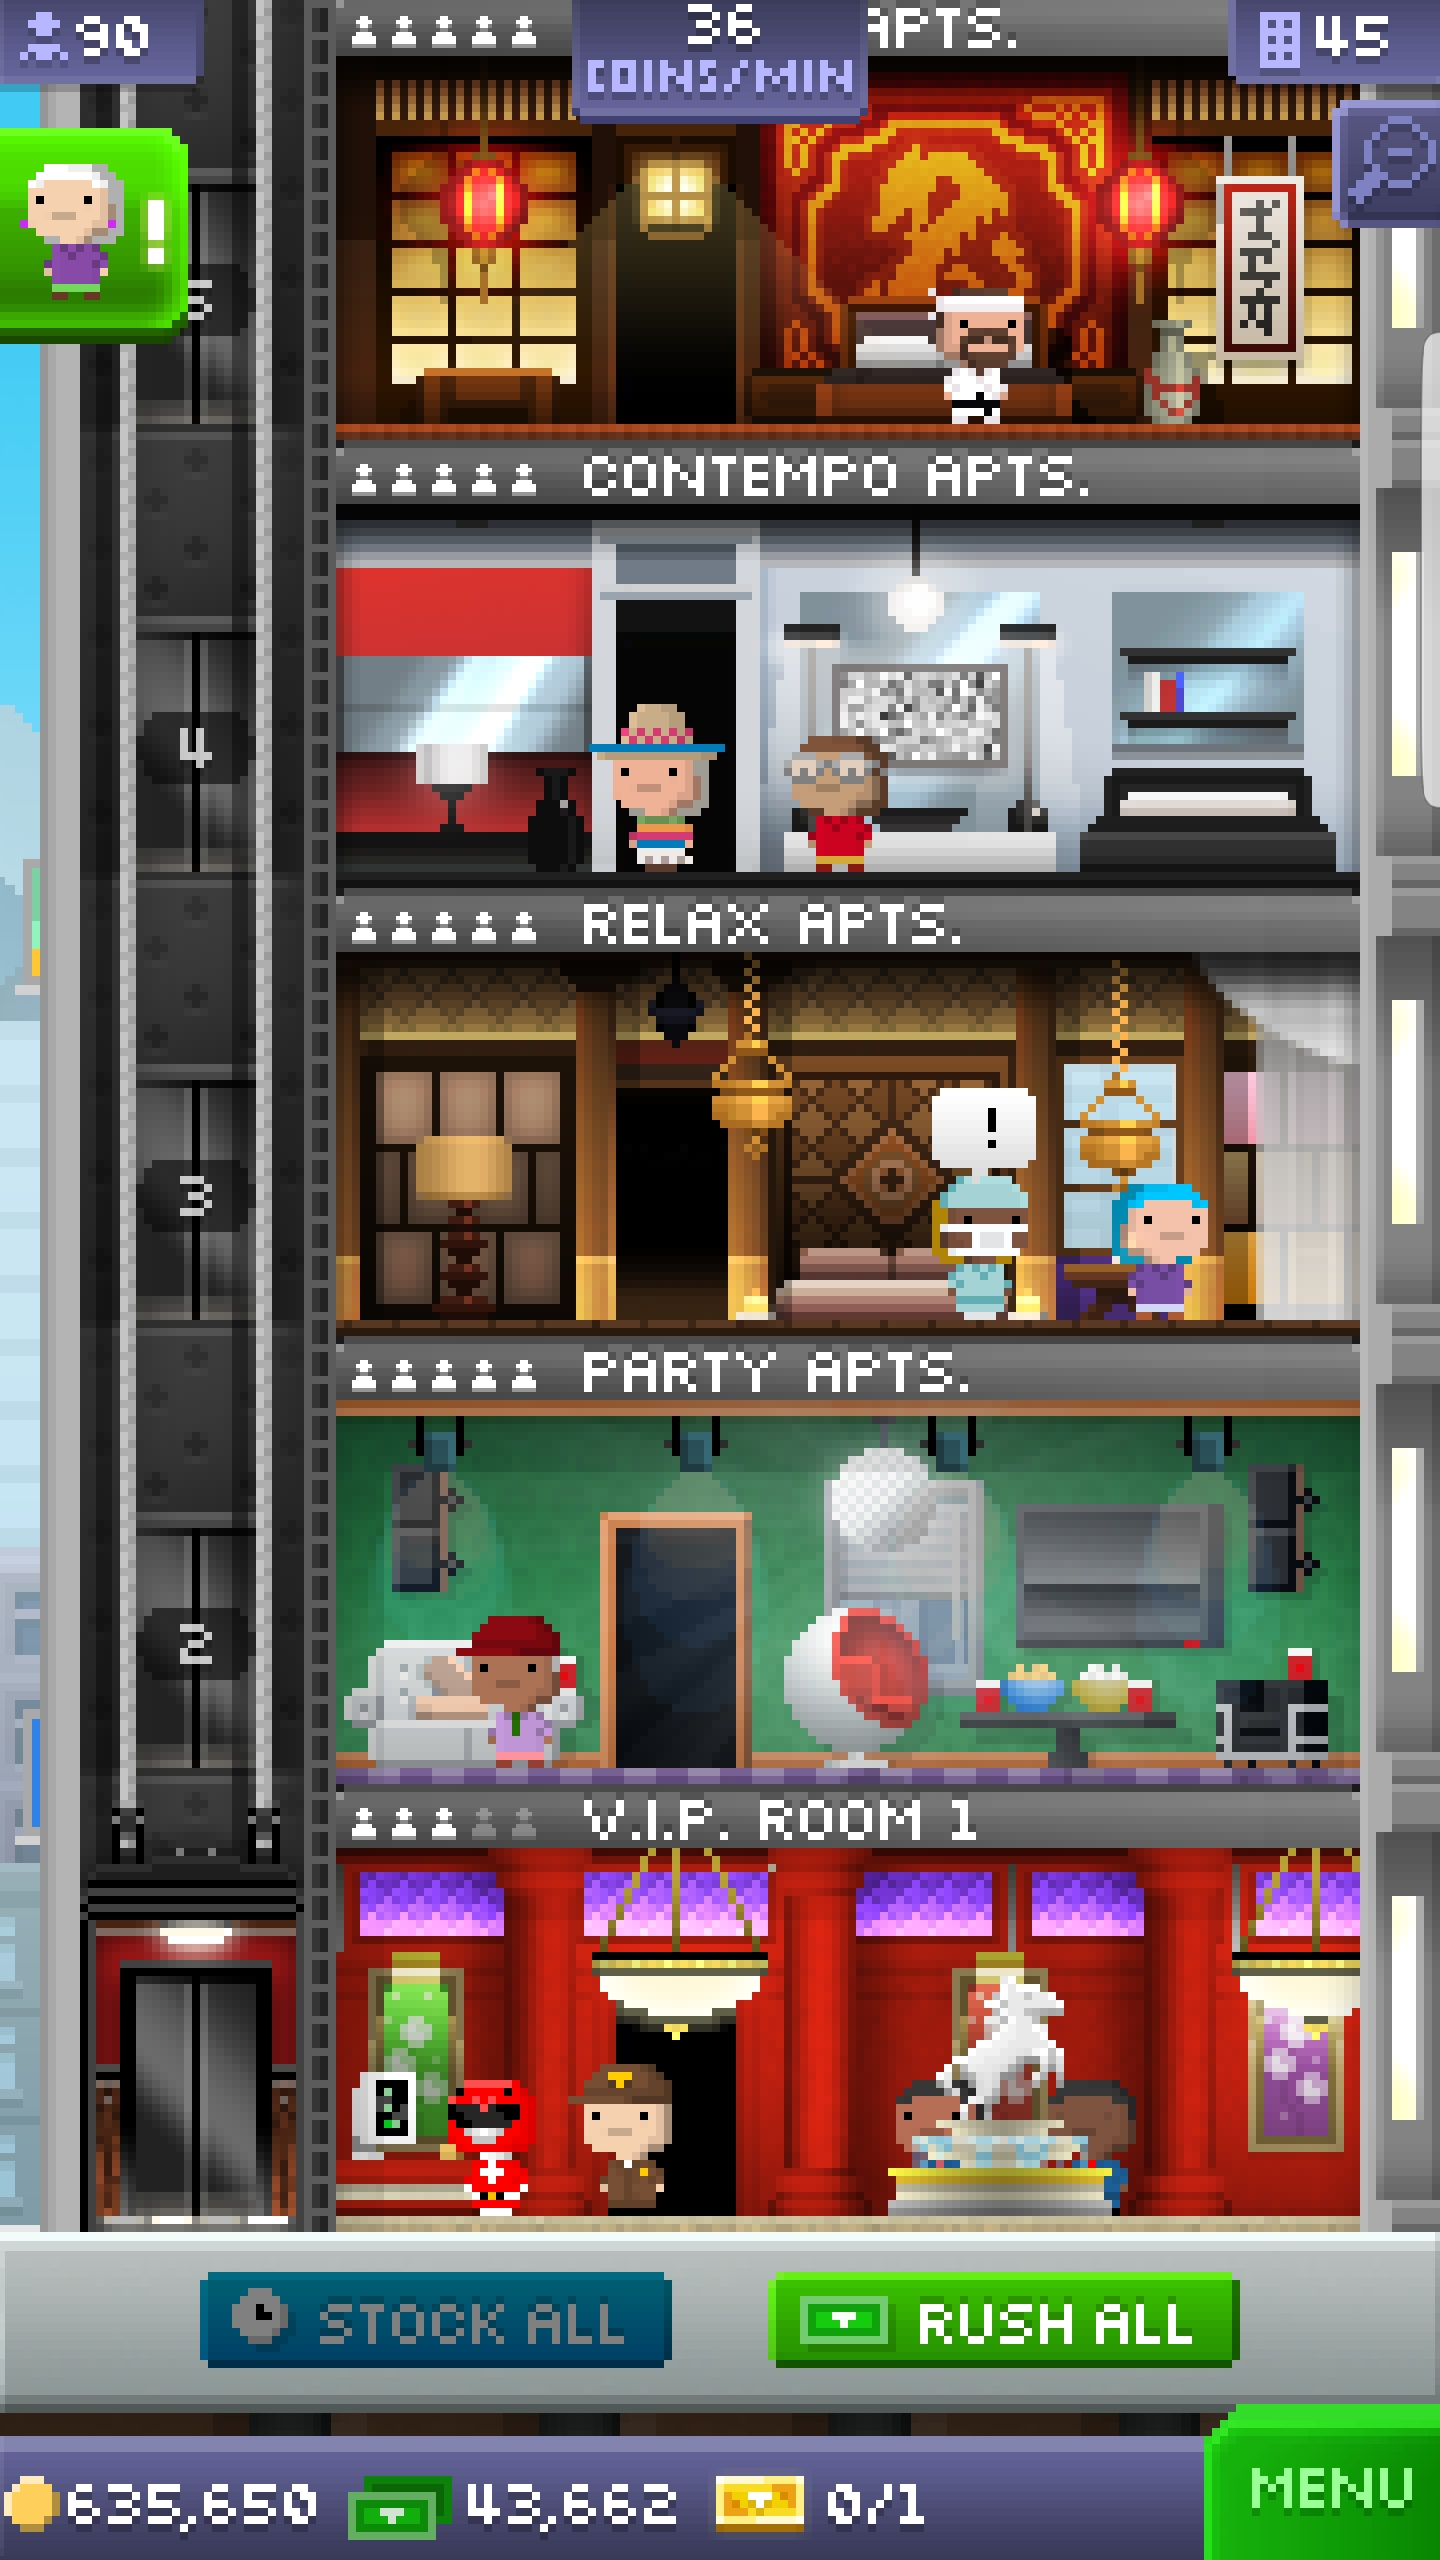 90
36
COINS/MIN
APTS.
45
!
5
CONTEMPO APTS.
4
RELAX APTS.
!
3
PARTY APTS.
2
V.I.P. ROOM 1
STOCK ALL
RUSH ALL
635,650
43,662
0/1
MENU